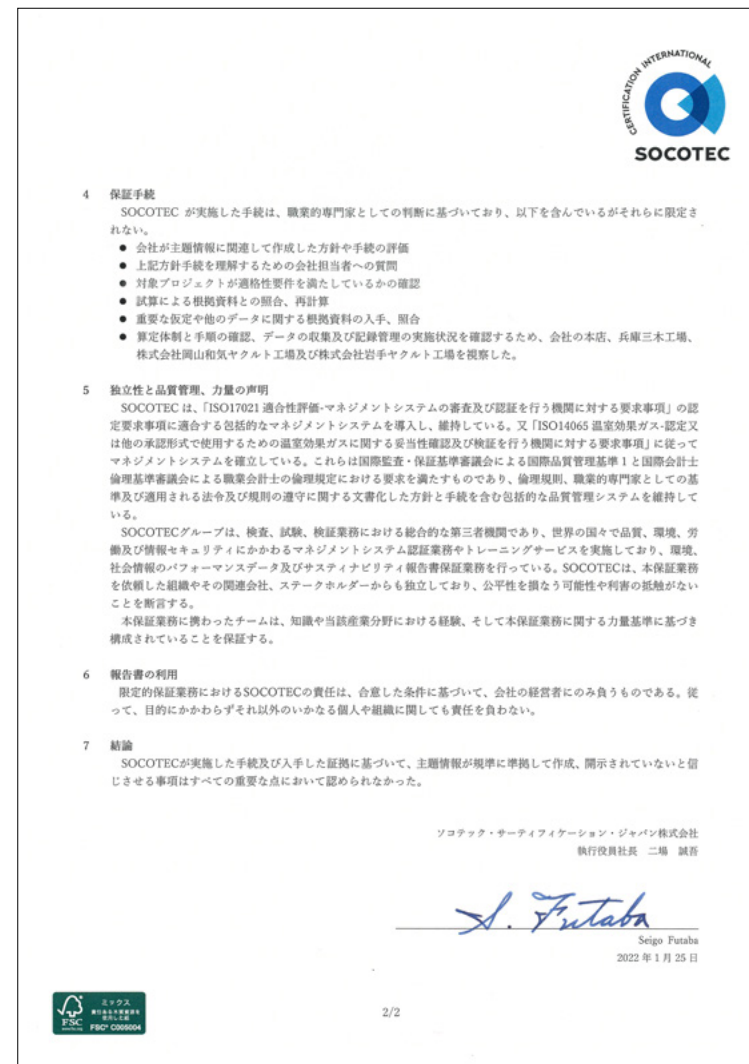 CERTIFICATION INTERNATIONAL
SOCOTEC
4 保証手続
SOCOTEC が実施した手続は、職業的専門家としての判断に基づいており、以下を含んでいるがそれらに限定さ
れない。
● 会社が主題情報に関連して作成した方針や手続の評価
● 上記方針手続を理解するための会社担当者への質問
● 対象プロジェクトが適格性要件を満たしているかの確認
● 試算による根拠資料との照合、再計算
● 重要な仮定や他のデータに関する根拠資料の入手、照合
● 算定体制と手順の確認、データの収集及び記録管理の実施状況を確認するため、会社の本店、兵庫三木工場、
株式会社岡山和気ヤクルト工場及び株式会社岩手ヤクルト工場を視察した。
5 独立性と品質管理、力量の声明
SOCOTEC は、「ISO17021 適合性評価-マネジメントシステムの審査及び認証を行う機関に対する要求事項」の認
定要求事項に適合する包括的なマネジメントシステムを導入し、維持している。又「ISO14065 温室効果ガス-認定又
は他の承認形式で使用するための温室効果ガスに関する妥当性確認及び検証を行う機関に対する要求事項」に従って
マネジメントシステムを確立している。これらは国際監査・保証基準審議会による国際品質管理基準 1 と国際会計士
倫理基準審議会による職業会計士の倫理規定における要求を満たすものであり、倫理規則、職業的専門家としての基
準及び適用される法令及び規則の遵守に関する文書化した方針と手続を含む包括的な品質管理システムを維持して
いる。
SOCOTECグループは、検査、試験、検証業務における総合的な第三者機関であり、世界の国々で品質、環境、労
働及び情報セキュリティにかかわるマネジメントシステム認証業務やトレーニングサービスを実施しており、環境、
社会情報のパフォーマンスデータ及びサスティナビリティ報告書保証業務を行っている。SOCOTECは、本保証業務
を依頼した組織やその関連会社、ステークホルダーからも独立しており、公平性を損なう可能性や利害の抵触がない
ことを断言する。
本保証業務に携わったチームは、知識や当該産業分野における経験、そして本保証業務に関する力量基準に基づき
構成されていることを保証する。
6 報告書の利用
限定的保証業務におけるSOCOTECの責任は、合意した条件に基づいて、会社の経営者にのみ負うものである。従
って、目的にかかわらずそれ以外のいかなる個人や組織に関しても責任を負わない。
7 結論
SOCOTECが実施した手続及び入手した証拠に基づいて、主題情報が規準に準拠して作成、開示されていないと信
じさせる事項はすべての重要な点において認められなかった。
ソコテック・サーティフィケーション・ジャパン株式会社
執行役員社長 二場 誠吾
S. Futaba
Seigo Futaba
2022 年 1 月 25 日
2/2
ミックス
責任ある木質資源を
使用した紙
FSC
FSC® C005004